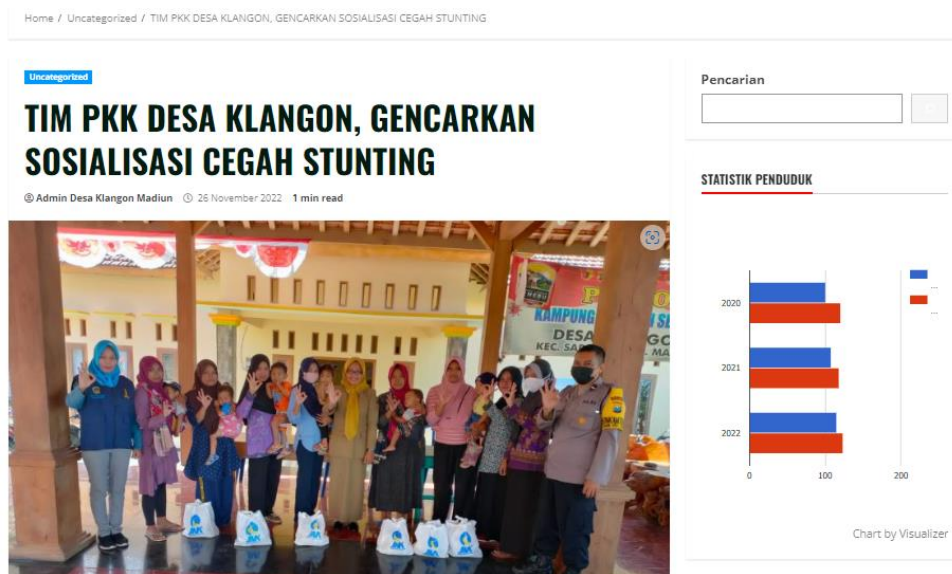 Home / Uncategorized / TIM PKK DESA KLANGON, GENCARKAN SOSIALISASI CEGAH STUNTING
Uncategorized
TIM PKK DESA KLANGON, GENCARKAN
SOSIALISASI CEGAH STUNTING
Admin Desa Klangon Madiun 26 November 2022 1 min read
KAMPUNG
DESA
KEC.
Pencarian
STATISTIK PENDUDUK
2020
2021
2022
0 100 200
...
...
Chart by Visualizer